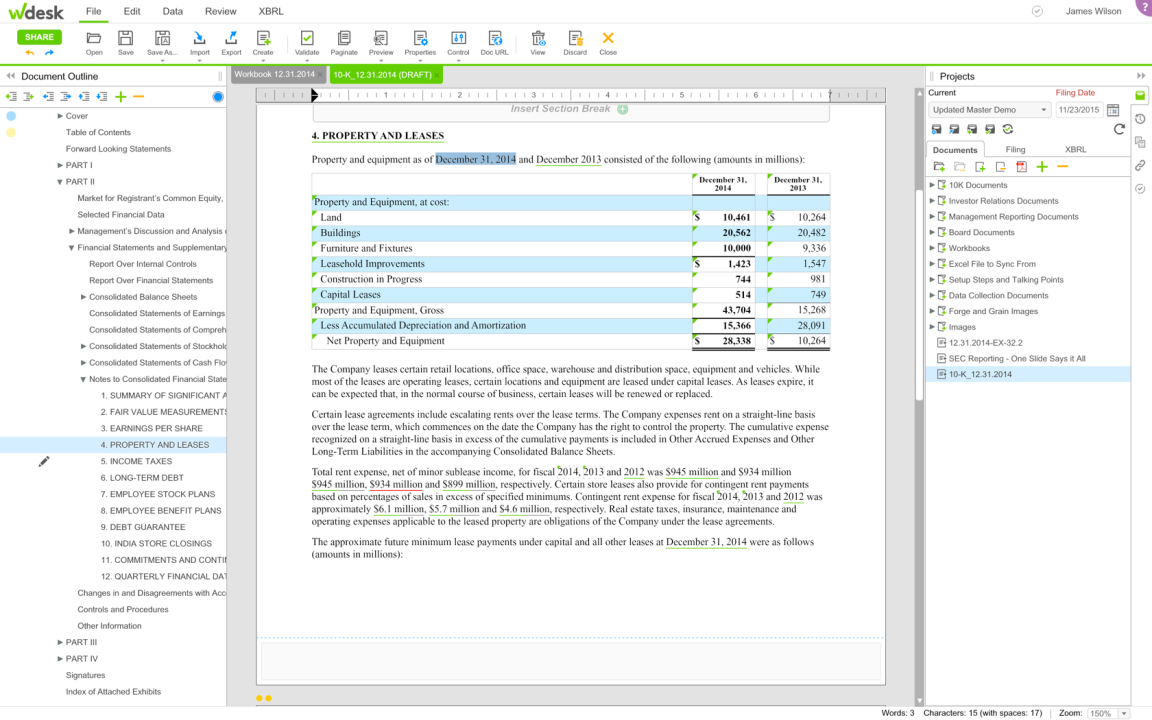 wdesk
File Edit Data Review XBRL
James Wilson
?
SHARE
Open Save Save As... Import Export Create Validate Paginate Preview Properties Control Doc URL View Discard Close
Document Outline
Workbook 12.31.2014
10-K_12.31.2014 (DRAFT)
Projects
Cover
Table of Contents
Forward Looking Statements
PART I
PART II
Market for Registrant's Common Equity,
Selected Financial Data
Management's Discussion and Analysis
Financial Statements and Supplementary
Report Over Internal Controls
Report Over Financial Statements
Consolidated Balance Sheets
Consolidated Statements of Earnings
Consolidated Statements of Compreh
Consolidated Statements of Stockhol
Consolidated Statements of Cash Flo
Notes to Consolidated Financial State
1. SUMMARY OF SIGNIFICANT A
2. FAIR VALUE MEASUREMENTS
3. EARNINGS PER SHARE
4. PROPERTY AND LEASES
5. INCOME TAXES
6. LONG-TERM DEBT
7. EMPLOYEE STOCK PLANS
8. EMPLOYEE BENEFIT PLANS
9. DEBT GUARANTEE
10. INDIA STORE CLOSINGS
11. COMMITMENTS AND CONTI
12. QUARTERLY FINANCIAL DAT
Changes in and Disagreements with Acc
Controls and Procedures
Other Information
PART III
PART IV
Signatures
Index of Attached Exhibits
1 2 3 4 5 6 7
Insert Section Break
4. PROPERTY AND LEASES
Property and equipment as of December 31, 2014 and December 2013 consisted of the following (amounts in millions):
December 31, 2014 December 31, 2013
Property and Equipment, at cost:
Land $ 10,461 $ 10,264
Buildings 20,562 20,482
Furniture and Fixtures 10,000 9,336
Leasehold Improvements $ 1,423 1,547
Construction in Progress 744 981
Capital Leases 514 749
Property and Equipment, Gross 43,704 15,268
Less Accumulated Depreciation and Amortization 15,366 28,091
Net Property and Equipment $ 28,338 $ 10,264
The Company leases certain retail locations, office space, warehouse and distribution space, equipment and vehicles. While
most of the leases are operating leases, certain locations and equipment are leased under capital leases. As leases expire, it
can be expected that, in the normal course of business, certain leases will be renewed or replaced.
Certain lease agreements include escalating rents over the lease terms. The Company expenses rent on a straight-line basis
over the lease term, which commences on the date the Company has the right to control the property. The cumulative expense
recognized on a straight-line basis in excess of the cumulative payments is included in Other Accrued Expenses and Other
Long-Term Liabilities in the accompanying Consolidated Balance Sheets.
Total rent expense, net of minor sublease income, for fiscal 2014, 2013 and 2012 was $945 million and $934 million
$945 million, $934 million and $899 million, respectively. Certain store leases also provide for contingent rent payments
based on percentages of sales in excess of specified minimums. Contingent rent expense for fiscal 2014, 2013 and 2012 was
approximately $6.1 million, $5.7 million and $4.6 million, respectively. Real estate taxes, insurance, maintenance and
operating expenses applicable to the leased property are obligations of the Company under the lease agreements.
The approximate future minimum lease payments under capital and all other leases at December 31, 2014 were as follows
(amounts in millions):
Current Filing Date
Updated Master Demo 11/23/2015
Documents Filing XBRL
10K Documents
Investor Relations Documents
Management Reporting Documents
Board Documents
Workbooks
Excel File to Sync From
Setup Steps and Talking Points
Data Collection Documents
Forge and Grain Images
Images
12.31.2014-EX-32.2
SEC Reporting - One Slide Says it All
10-K_12.31.2014
Words: 3 Characters: 15 (with spaces: 17) Zoom: 150%